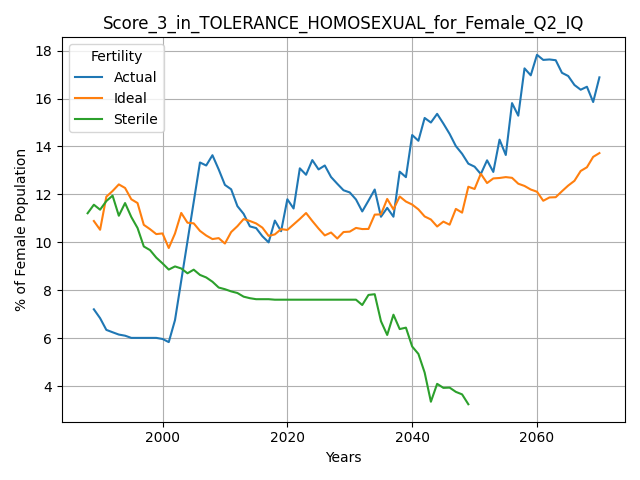 Score_3_in_TOLERANCE_HOMOSEXUAL_for_Female_Q2_IQ
Fertility
Actual
Ideal
Sterile
% of Female Population
18
16
14
12
10
8
6
4
2000
2020
2040
2060
Years